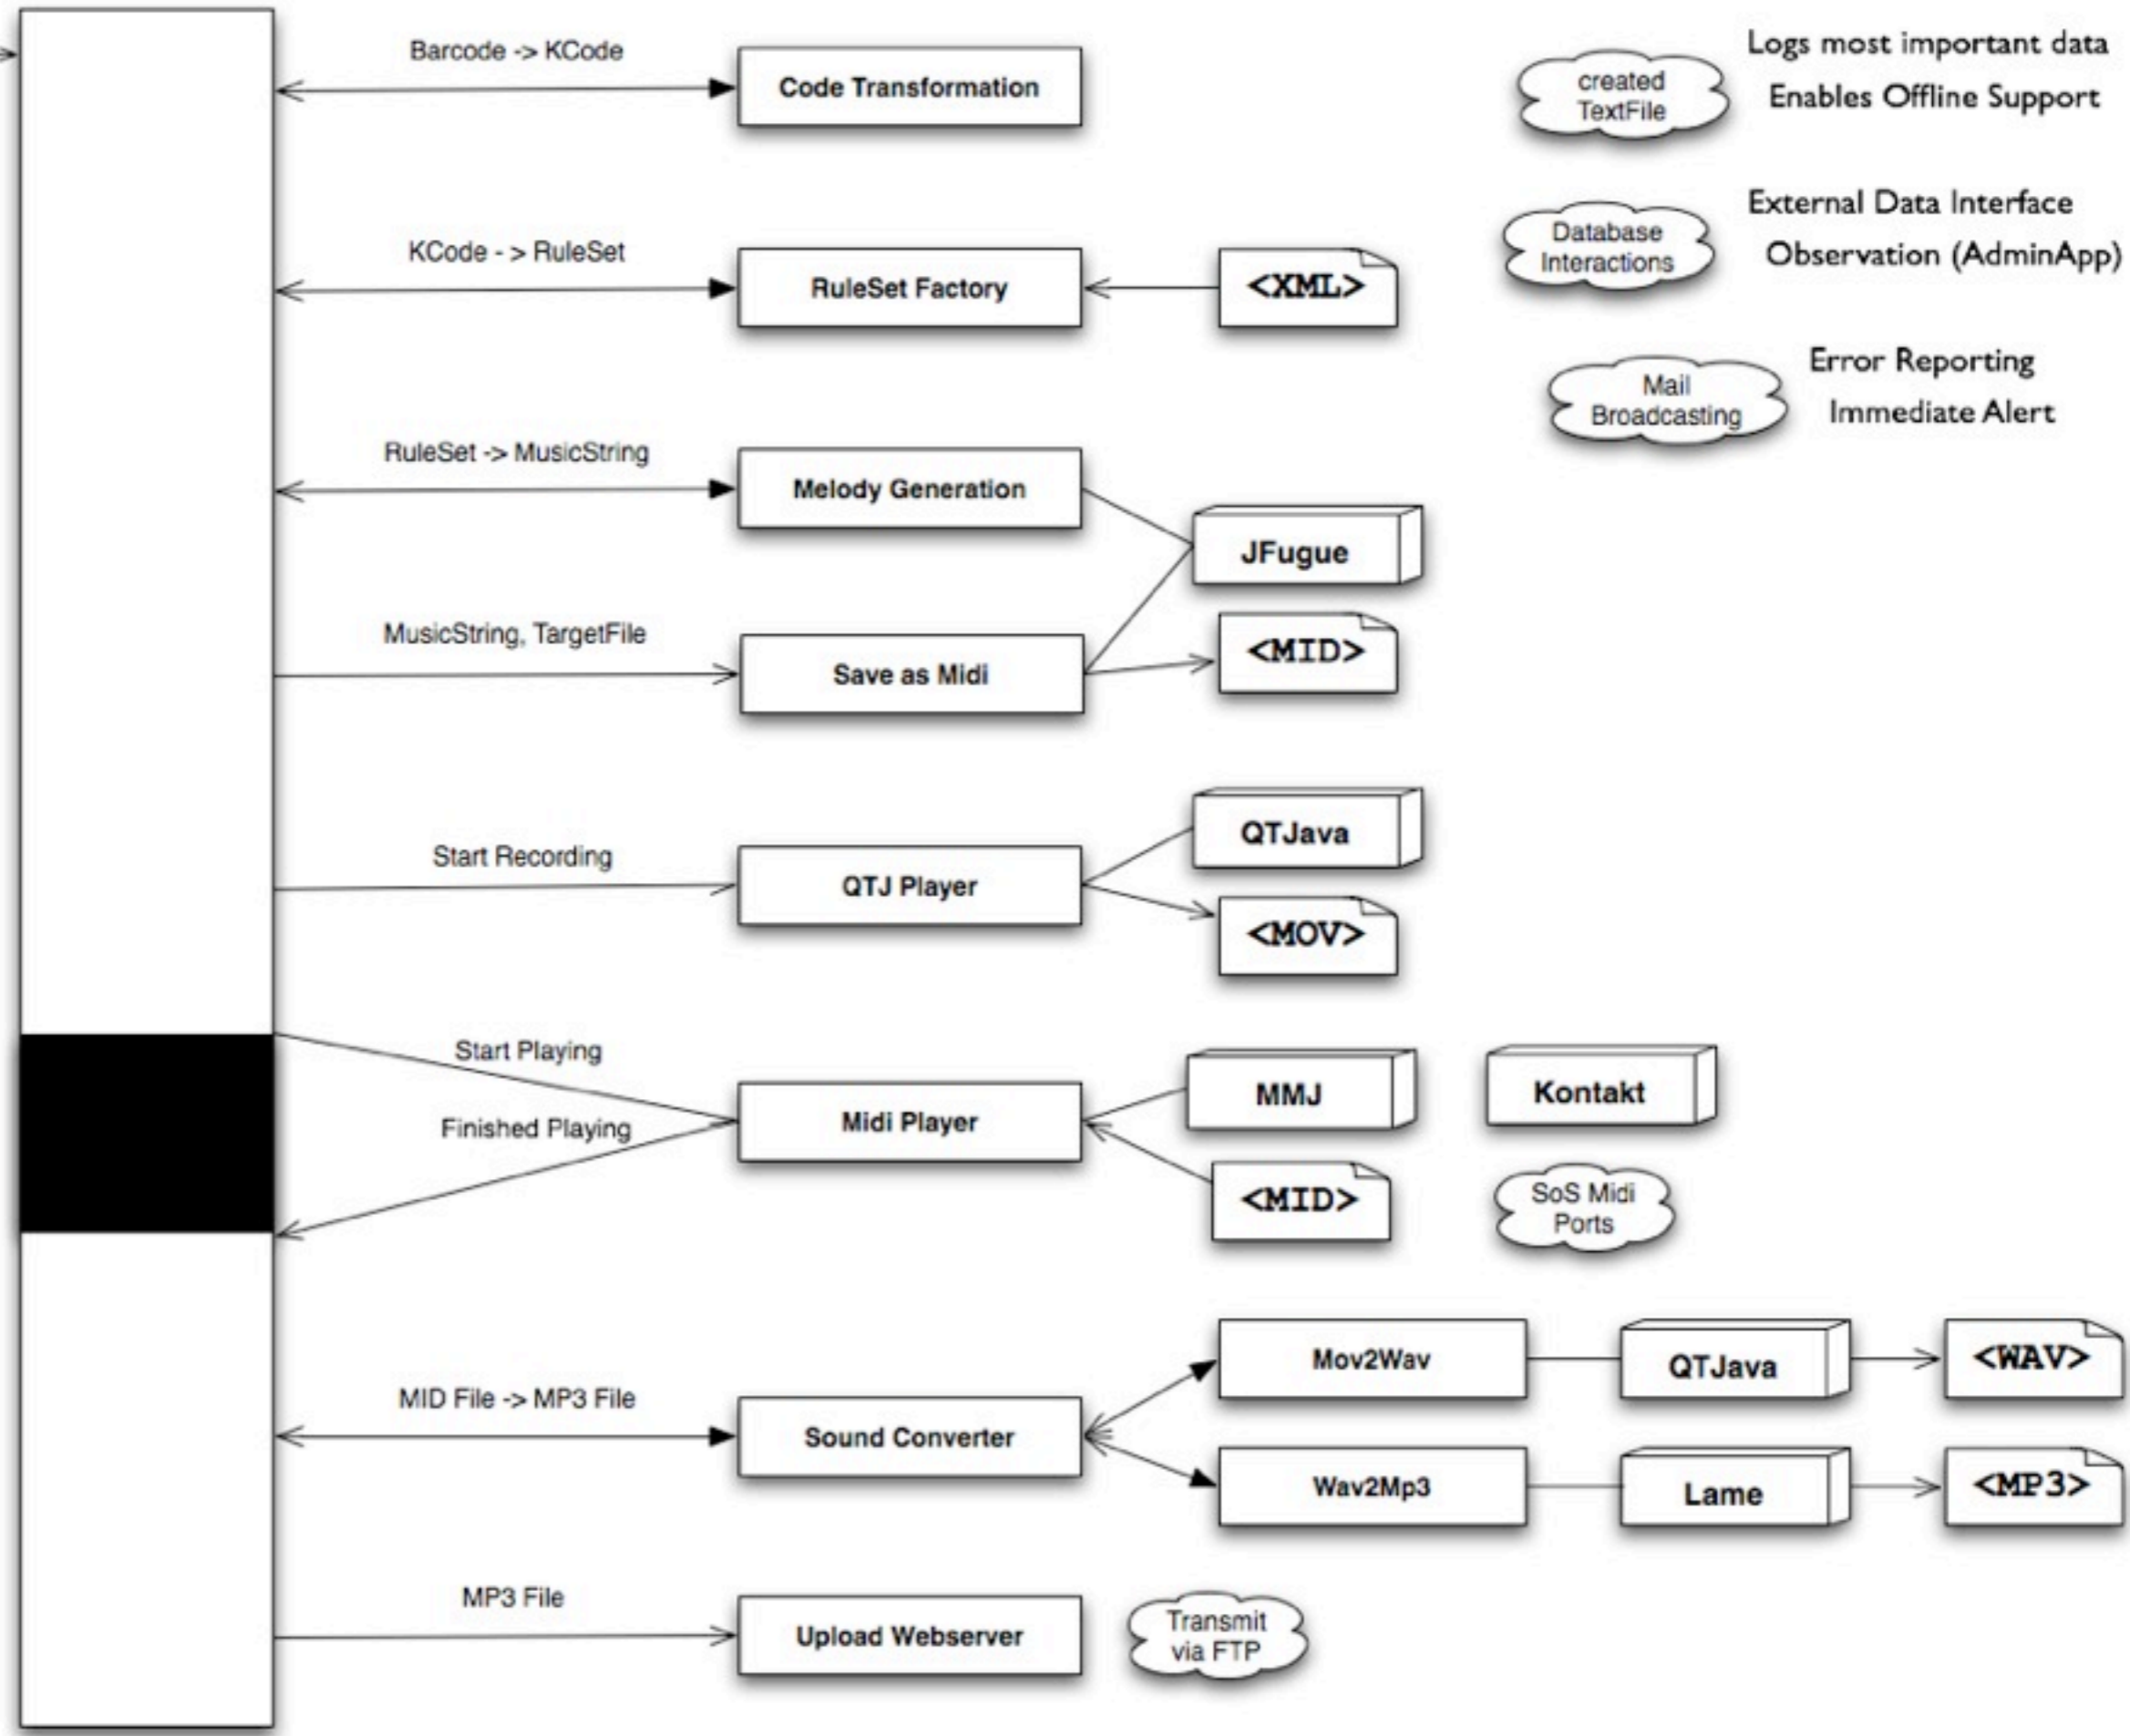 Barcode -> KCode
Code Transformation
created
TextFile
Logs most important data
Enables Offline Support
KCode - > RuleSet
RuleSet Factory
<XML>
Database
Interactions
External Data Interface
Observation (AdminApp)
Mail
Broadcasting
Error Reporting
Immediate Alert
RuleSet -> MusicString
Melody Generation
JFugue
MusicString, TargetFile
Save as Midi
<MID>
Start Recording
QTJ Player
QTJava
<MOV>
Start Playing
Finished Playing
Midi Player
MMJ
Kontakt
<MID>
SoS Midi
Ports
MID File -> MP3 File
Sound Converter
Mov2Wav
QTJava
<WAV>
Wav2Mp3
Lame
<MP3>
MP3 File
Upload Webserver
Transmit
via FTP